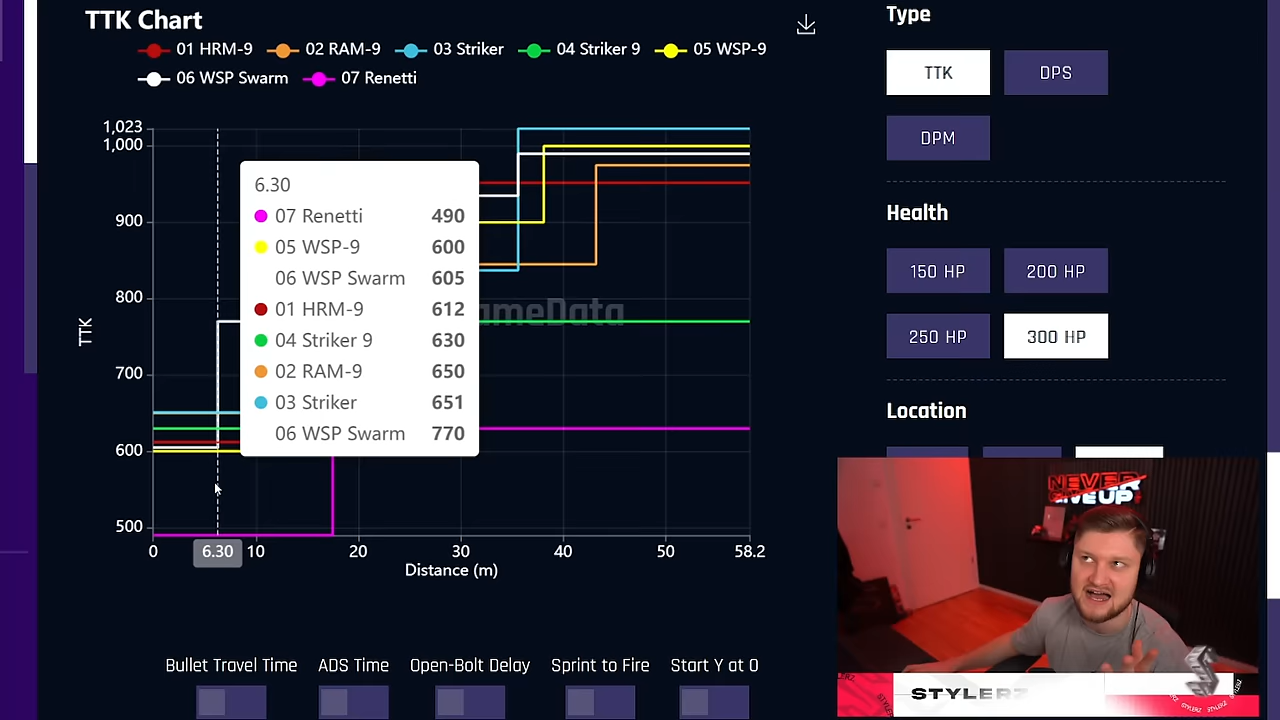 TTK Chart
01 HRM-9 02 RAM-9 03 Striker 04 Striker 9 05 WSP-9
06 WSP Swarm 07 Renetti
1,023
1,000
900
800
700
600
500
TTK
6.30
07 Renetti 490
05 WSP-9 600
06 WSP Swarm 605
01 HRM-9 612
04 Striker 9 630
02 RAM-9 650
03 Striker 651
06 WSP Swarm 770
ameData
0 6.30 10 20 30 40 50 58.2
Distance (m)
Bullet Travel Time ADS Time Open-Bolt Delay Sprint to Fire Start Y at 0
Type
TTK DPS
DPM
Health
150 HP 200 HP
250 HP 300 HP
Location
NEVER
GIVE UP
STYLERZ